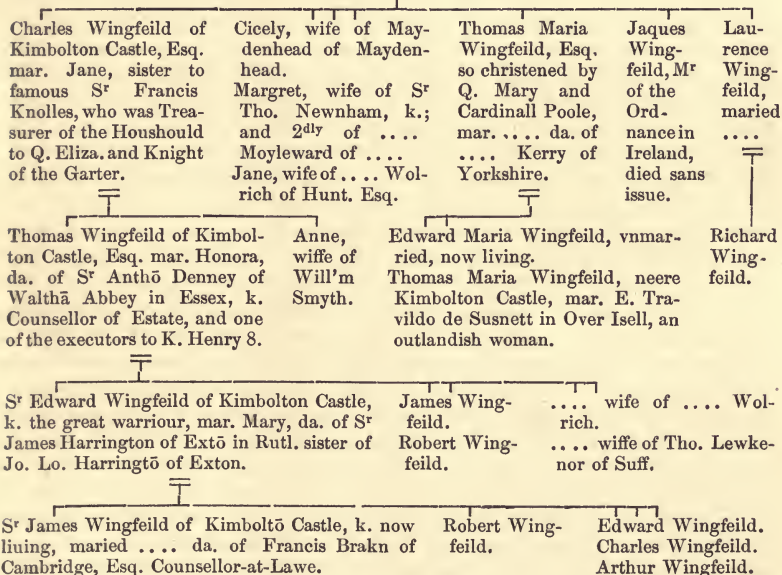 Charles Wingfeild of
Kimbolton Castle, Esq.
mar. Jane, sister to
famous Sr Francis
Knolles, who was Trea-
surer of the Houshould
to Q. Eliza. and Knight
of the Garter.
Cicely, wife of May-
denhead of Mayden-
head.
Margret, wife of Sr
Tho. Newnham, k.;
and 2dly of ....
Moyleward of ....
Jane, wife of .... Wol-
rich of Hunt. Esq.
Thomas Maria
Wingfeild, Esq.
so christened by
Q. Mary and
Cardinall Poole,
mar. .... da. of
.... Kerry of
Yorkshire.
Jaques
Wing-
feild, Mr
of the
Ord-
nance in
Ireland,
died sans
issue.
Lau-
rence
Wing-
feild,
maried
....
Thomas Wingfeild of Kimbol-
ton Castle, Esq. mar. Honora,
da. of Sr Anthō Denney of
Walthā Abbey in Essex, k.
Counsellor of Estate, and one
of the executors to K. Henry 8.
Anne,
wiffe of
Will'm
Smyth.
Edward Maria Wingfeild, vnmar-
ried, now living.
Thomas Maria Wingfeild, neere
Kimbolton Castle, mar. E. Tra-
vildo de Susnett in Over Isell, an
outlandish woman.
Richard
Wing-
feild.
Sr Edward Wingfeild of Kimbolton Castle,
k. the great warriour, mar. Mary, da. of Sr
James Harrington of Extō in Rutl. sister of
Jo. Lo. Harringtō of Exton.
James Wing-
feild.
Robert Wing-
feild.
.... wife of .... Wol-
rich.
.... wiffe of Tho. Lewke-
nor of Suff.
Sr James Wingfeild of Kimboltō Castle, k. now
liuing, maried .... da. of Francis Brakn of
Cambridge, Esq. Counsellor-at-Lawe.
Robert Wing-
feild.
Edward Wingfeild.
Charles Wingfeild.
Arthur Wingfeild.